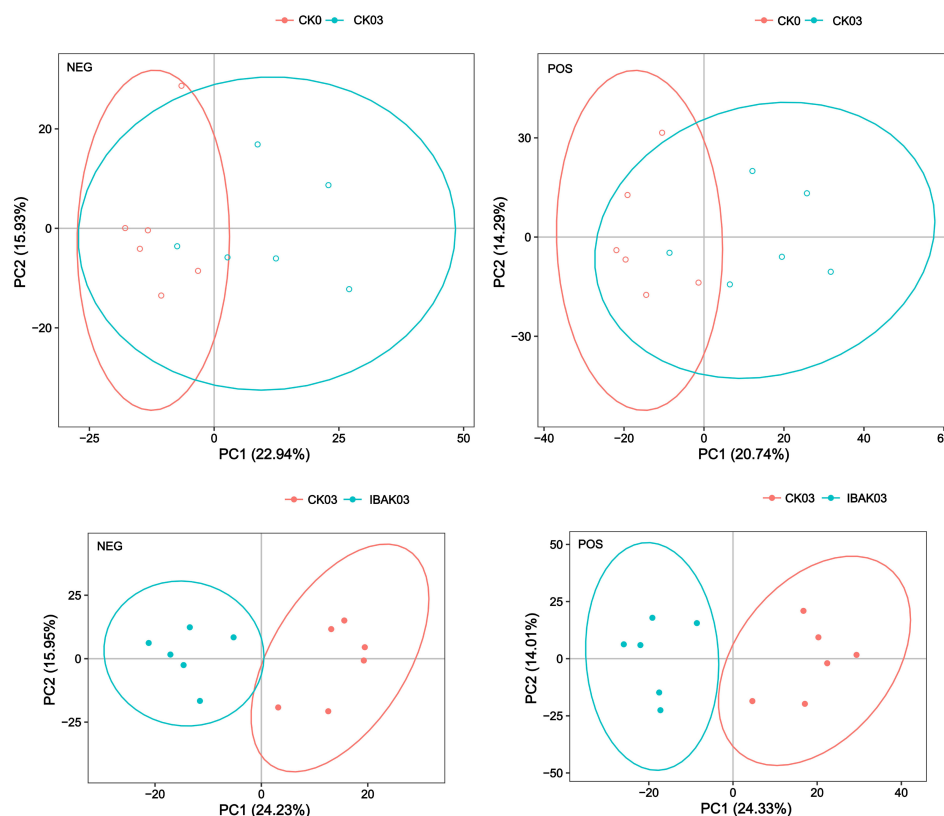 CK0 CK03
NEG
20
0
−20
−25 0 25 50
PC1 (22.94%)
PC2 (15.93%)
CK0 CK03
POS
30
0
−30
−40 −20 0 20 40 60
PC1 (20.74%)
PC2 (14.29%)
CK03 IBAK03
NEG
25
0
−25
−20 0 20
PC1 (24.23%)
PC2 (15.95%)
CK03 IBAK03
POS
50
25
0
−25
−50
−20 0 20 40
PC1 (24.33%)
PC2 (14.01%)